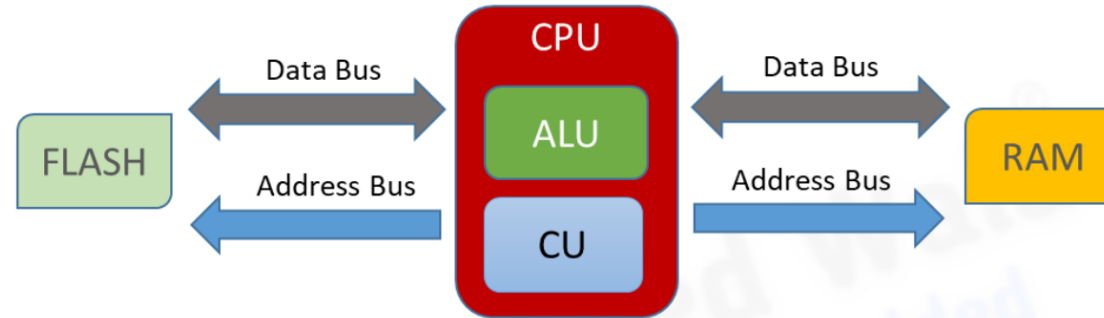 CPU
Data Bus
Data Bus
FLASH
ALU
RAM
Address Bus
Address Bus
CU